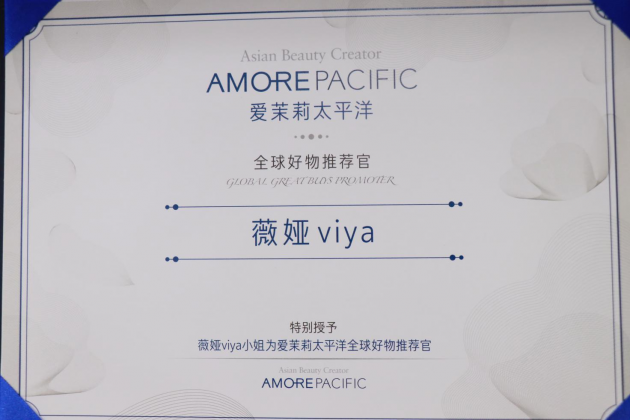 Asian Beauty Creator
AMOREPACIFIC
爱茉莉太平洋
全球好物推荐官
GLOBAL GREAT BUYS PROMOTER
薇娅 viya
特别授予
薇娅viya小姐为爱茉莉太平洋全球好物推荐官
Asian Beauty Creator
AMOREPACIFIC